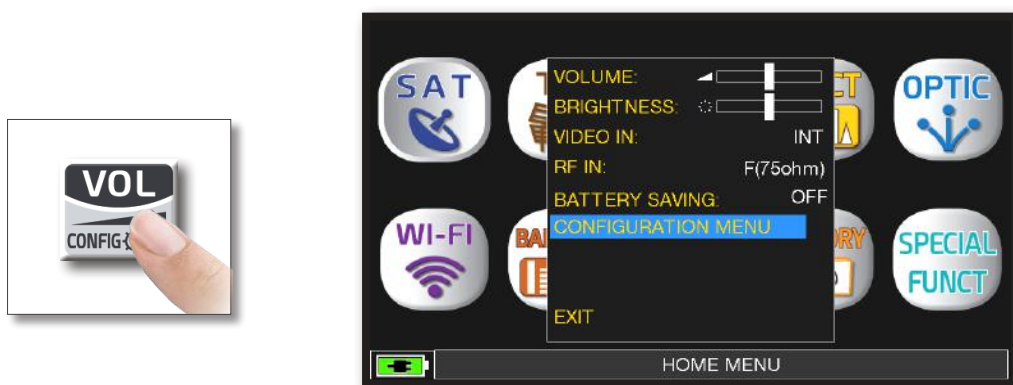 VOL
CONFIG
SAT
OPTIC
VOLUME:
BRIGHTNESS:
VIDEO IN: INT
RF IN: F(75ohm)
BATTERY SAVING: OFF
CONFIGURATION MENU
EXIT
WI-FI
SPECIAL
FUNCT
HOME MENU